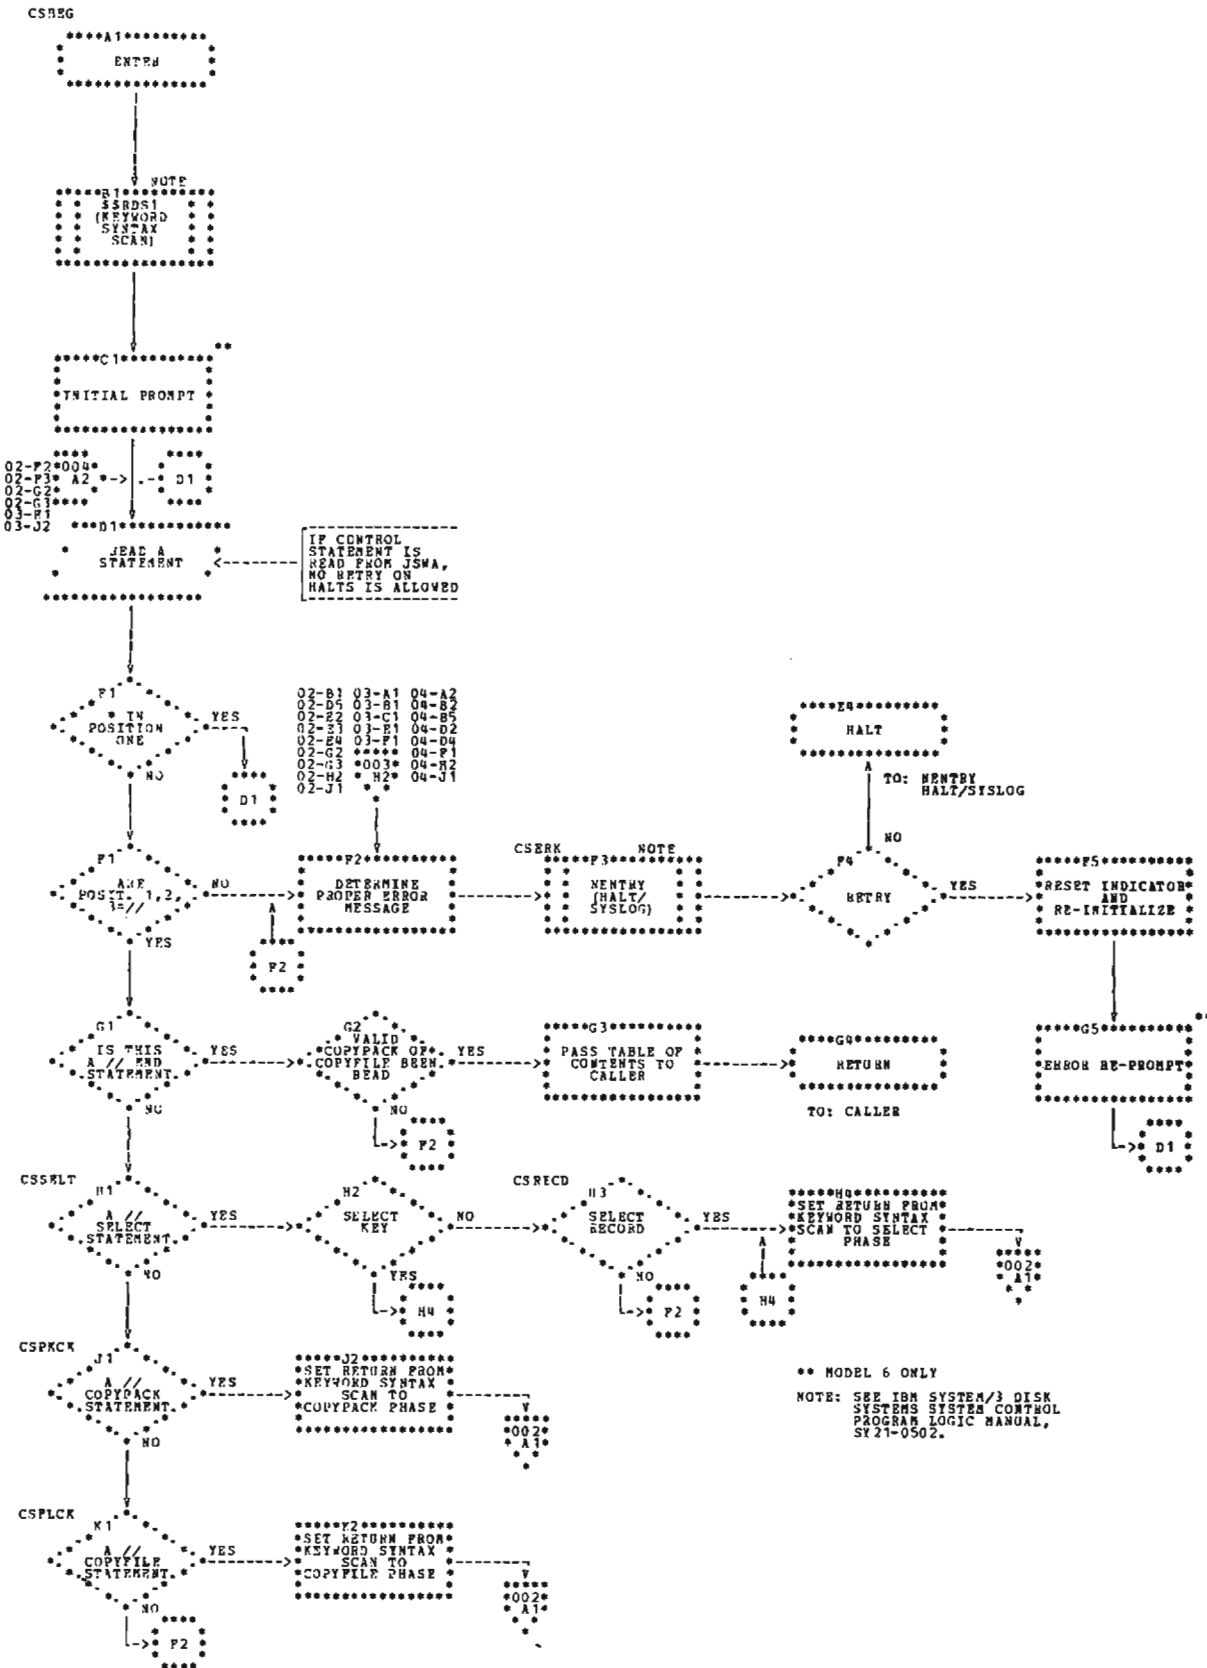 CSBEG
A1
ENTER
NOTE
B1
$$RDS1
(KEYWORD
SYNTAX
SCAN)
**
C1
INITIAL PROMPT
02-F2 *004*
02-F3 * A2 *-> .- * D1 *
02-G2
02-G3
03-E1
03-J2
D1
READ A
STATEMENT
IF CONTROL
STATEMENT IS
READ FROM JSWA,
NO RETRY ON
HALTS IS ALLOWED
E1
* IN
POSITION
ONE
YES
NO
D1
02-B1 03-A1 04-A2
02-D5 03-B1 04-B2
02-E2 03-C1 04-B5
02-E3 03-E1 04-D2
02-E4 03-F1 04-D4
02-G2 ***** 04-F1
02-G3 *003* 04-H2
02-H2 * H2* 04-J1
02-J1
E4
HALT
TO: NENTRY
HALT/SYSLOG
NO
F1
ARE
POSIT. 1,2,
3=//
NO
YES
F2
DETERMINE
PROPER ERROR
MESSAGE
F2
CSERK
NOTE
F3
NENTRY
(HALT/
SYSLOG)
F4
RETRY
YES
F5
RESET INDICATOR
AND
RE-INITIALIZE
G1
IS THIS
A // END
STATEMENT
YES
NO
G2
VALID
COPYPACK OR
COPYFILE BEEN
READ
YES
NO
F2
G3
PASS TABLE OF
CONTENTS TO
CALLER
G4
RETURN
TO: CALLER
**
G5
ERROR RE-PROMPT
D1
CSSELT
H1
A //
SELECT
STATEMENT
YES
NO
H2
SELECT
KEY
NO
YES
H4
CSRECD
H3
SELECT
RECORD
YES
NO
F2
H4
H4
SET RETURN FROM
KEYWORD SYNTAX
SCAN TO SELECT
PHASE
*002*
A1
CSPKCK
J1
A //
COPYPACK
STATEMENT
YES
NO
J2
SET RETURN FROM
KEYWORD SYNTAX
SCAN TO
COPYPACK PHASE
*002*
A1
** MODEL 6 ONLY
NOTE: SEE IBM SYSTEM/3 DISK
SYSTEMS SYSTEM CONTROL
PROGRAM LOGIC MANUAL,
SY21-0502.
CSFLCK
K1
A //
COPYFILE
STATEMENT
YES
NO
F2
K2
SET RETURN FROM
KEYWORD SYNTAX
SCAN TO
COPYFILE PHASE
*002*
A1